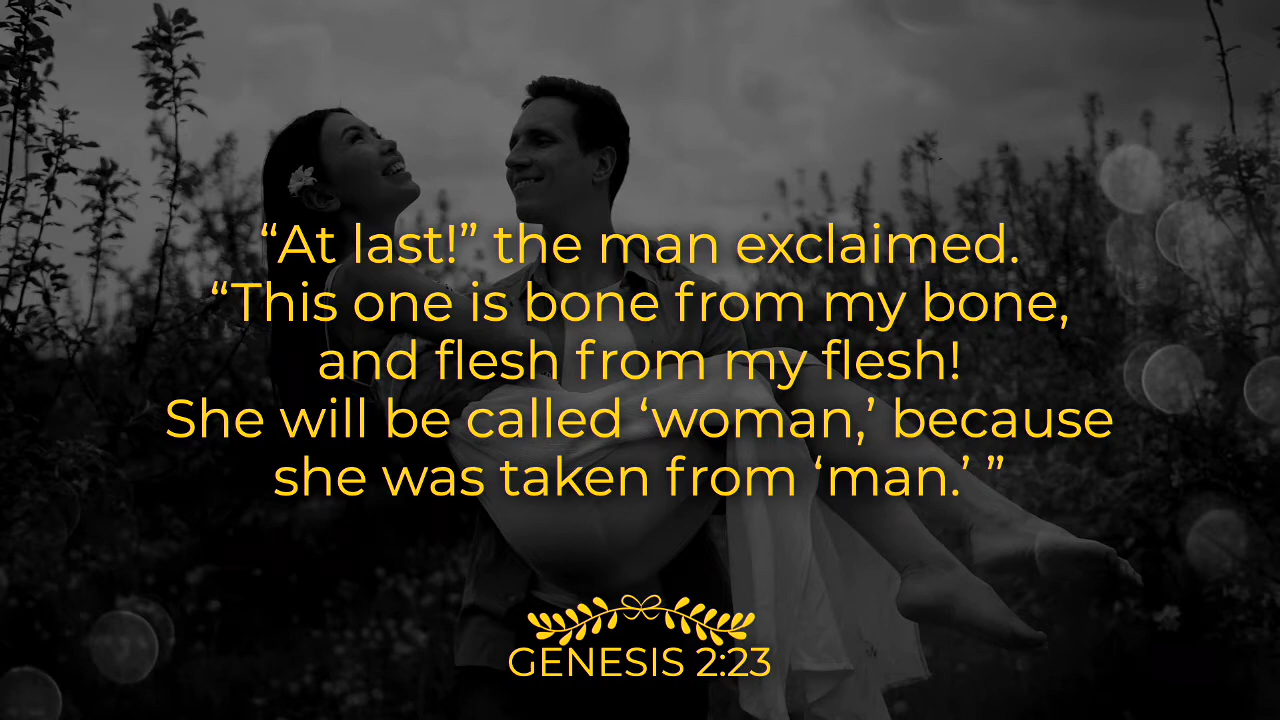 “At last!” the man exclaimed.
“This one is bone from my bone,
and flesh from my flesh!
She will be called ‘woman,’ because
she was taken from ‘man.’ ”
GENESIS 2:23